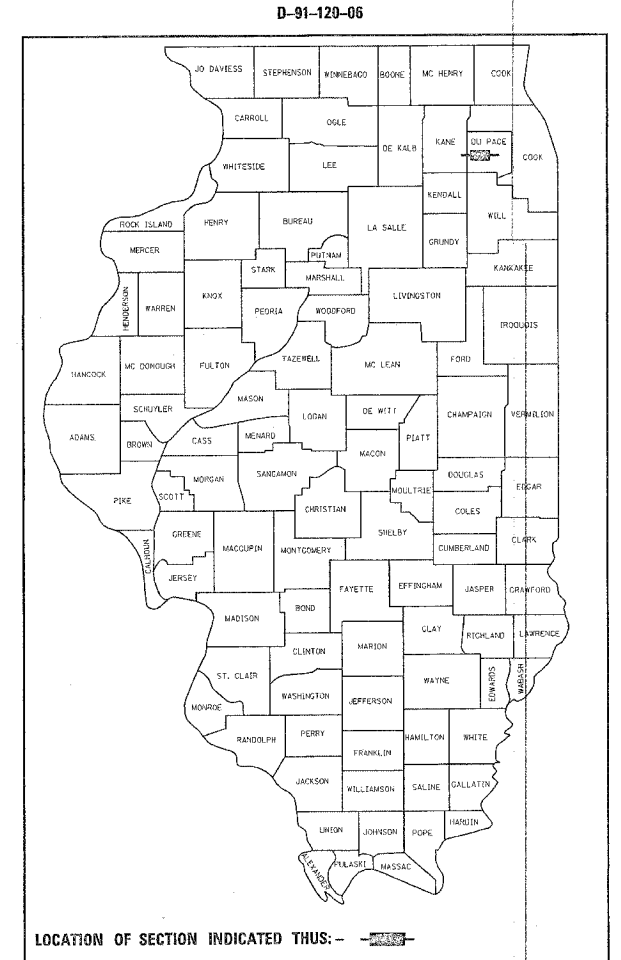 D-91-120-06
JO DAVIESS STEPHENSON WINNEBAGO BOONE MC HENRY COOK
CARROLL OGLE DE KALB KANE DU PAGE COOK
WHITESIDE LEE
KENDALL WILL
ROCK ISLAND HENRY BUREAU LA SALLE GRUNDY
MERCER PUTNAM KANKAKEE
STARK MARSHALL
HENDERSON WARREN KNOX PEORIA WOODFORD LIVINGSTON IROQUOIS
HANCOCK MC DONOUGH FULTON TAZEWELL MC LEAN FORD
SCHUYLER MASON LOGAN DE WITT CHAMPAIGN VERMILION
ADAMS BROWN CASS MENARD PIATT
MORGAN SANGAMON MACON DOUGLAS
PIKE SCOTT CHRISTIAN MOULTRIE COLES EDGAR
GREENE MACOUPIN MONTGOMERY SHELBY CUMBERLAND CLARK
CALHOUN JERSEY FAYETTE EFFINGHAM JASPER CRAWFORD
MADISON BOND
CLINTON MARION CLAY RICHLAND LAWRENCE
ST. CLAIR WASHINGTON JEFFERSON WAYNE EDWARDS WABASH
MONROE
RANDOLPH PERRY FRANKLIN HAMILTON WHITE
JACKSON WILLIAMSON SALINE GALLATIN
UNION JOHNSON POPE HARDIN
ALEXANDER PULASKI MASSAC
LOCATION OF SECTION INDICATED THUS:-